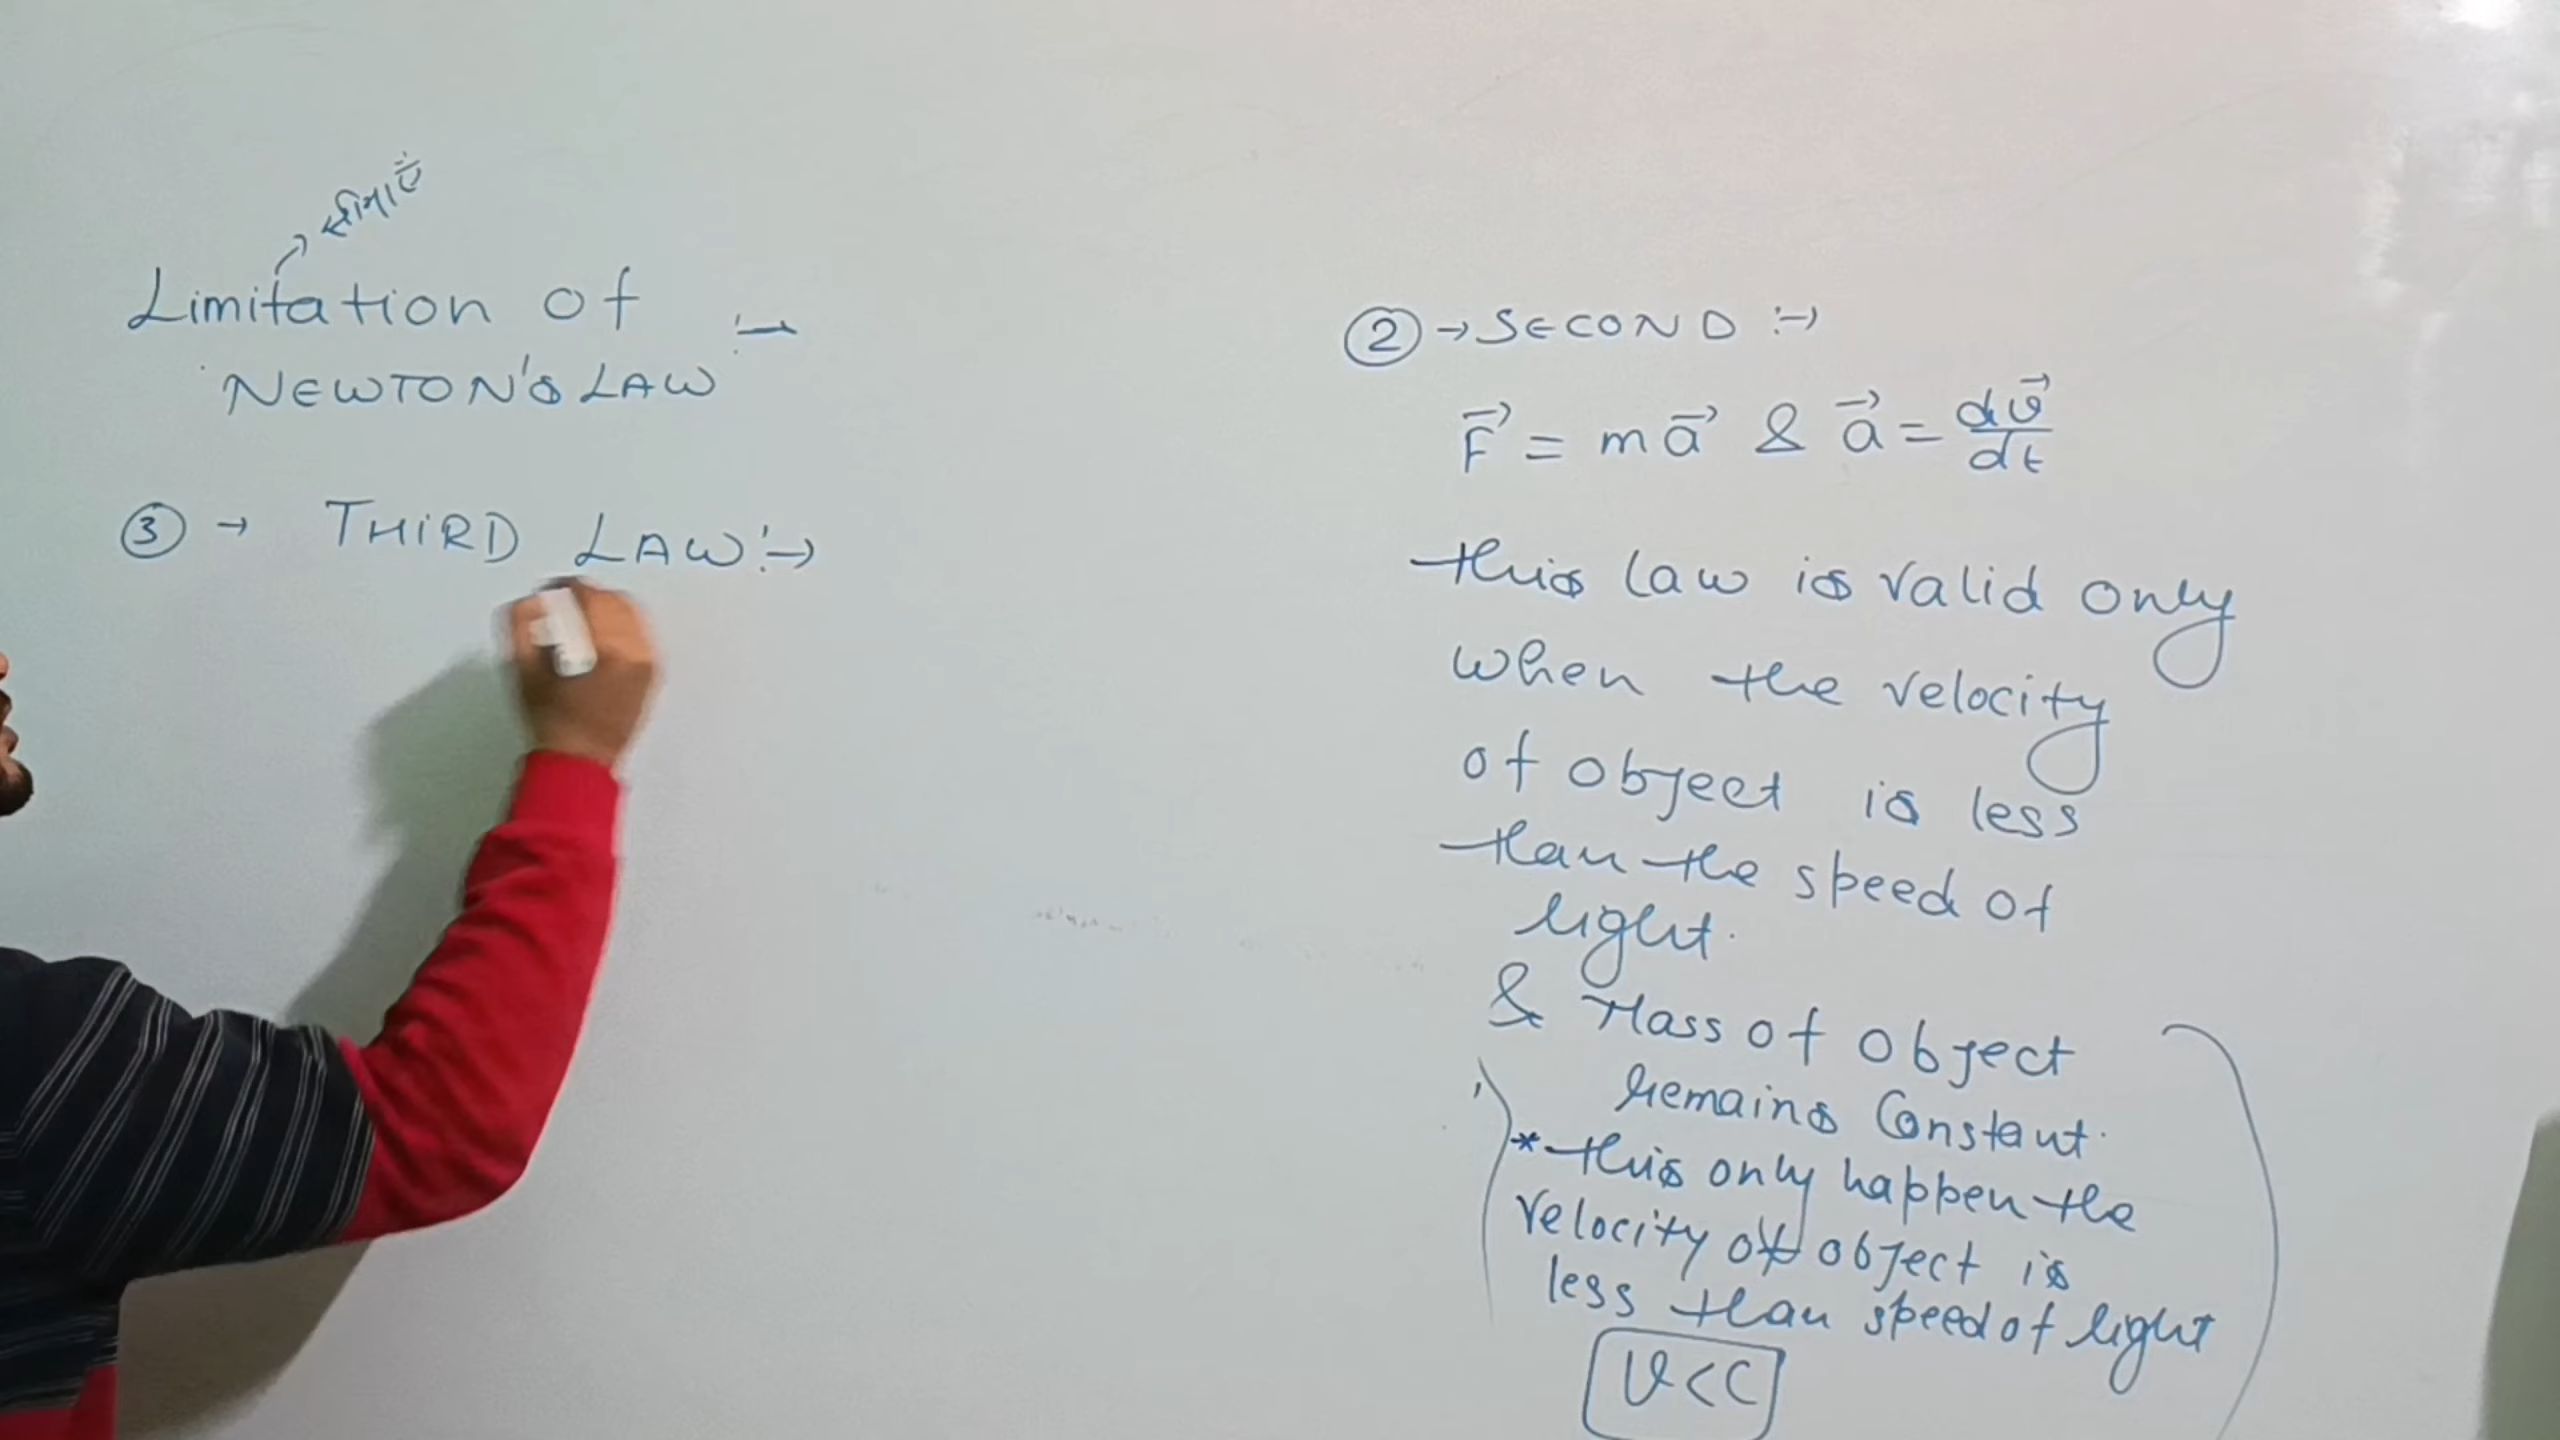 सीमाऐं
Limitation of :-
NEWTON'S LAW
③ → THIRD LAW :→
② → SECOND :→
F⃗ = m a⃗ & a⃗ = dv⃗/dt
this law is valid only
when the velocity
of object is less
than the speed of
light.
& Mass of Object
remains Constant.
* this only happen the
velocity of object is
less than speed of light
v < c